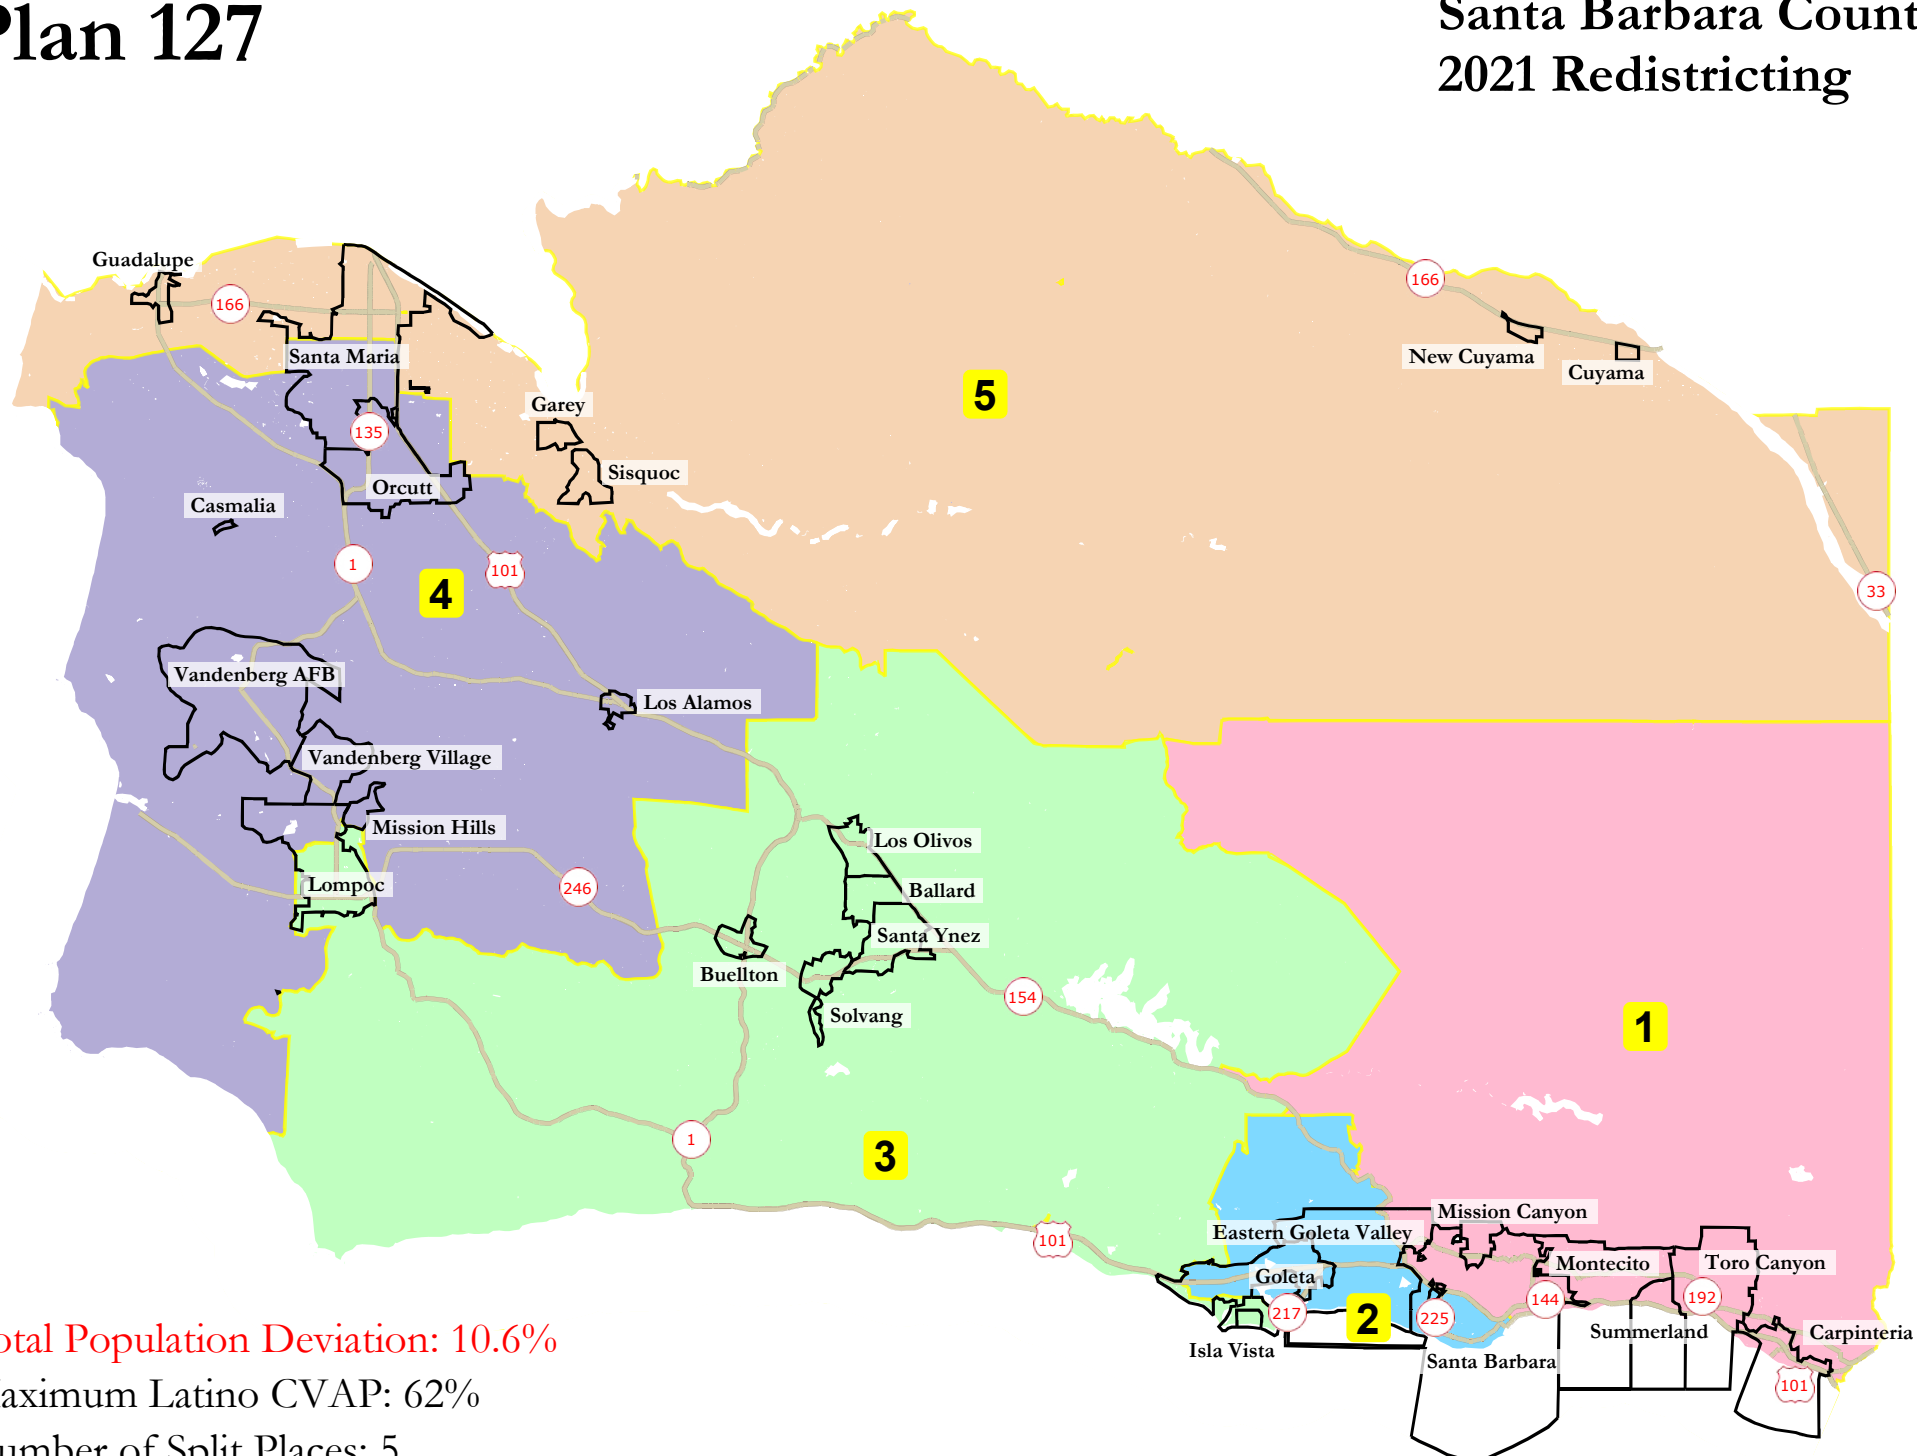 Plan 127
Santa Barbara Count
2021 Redistricting
Guadalupe
166
166
Santa Maria
New Cuyama
Cuyama
5
Garey
135
Sisquoc
Orcutt
Casmalia
1
101
4
33
Vandenberg AFB
Los Alamos
Vandenberg Village
Mission Hills
Los Olivos
Lompoc
246
Ballard
Santa Ynez
Buellton
154
Solvang
1
1
3
Mission Canyon
Eastern Goleta Valley
101
Montecito
Toro Canyon
Goleta
217
2
225
144
192
Summerland
Carpinteria
Isla Vista
Santa Barbara
101
otal Population Deviation: 10.6%
aximum Latino CVAP: 62%
umber of Split Places: 5